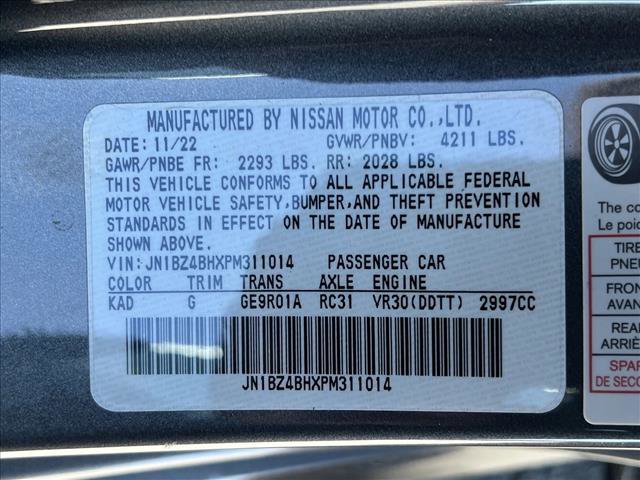 MANUFACTURED BY NISSAN MOTOR CO.,LTD.
DATE: 11/22 GVWR/PNBV: 4211 LBS.
GAWR/PNBE FR: 2293 LBS. RR: 2028 LBS.
THIS VEHICLE CONFORMS TO ALL APPLICABLE FEDERAL
MOTOR VEHICLE SAFETY,BUMPER,AND THEFT PREVENTION
STANDARDS IN EFFECT ON THE DATE OF MANUFACTURE
SHOWN ABOVE.
VIN: JN1BZ4BHXPM311014 PASSENGER CAR
COLOR TRIM TRANS AXLE ENGINE
KAD G GE9R01A RC31 VR30(DDTT) 2997CC
JN1BZ4BHXPM311014
The co
Le poid
TIRE
PNEU
FRON
AVAN
REA
ARRIÈ
SPAR
DE SECO